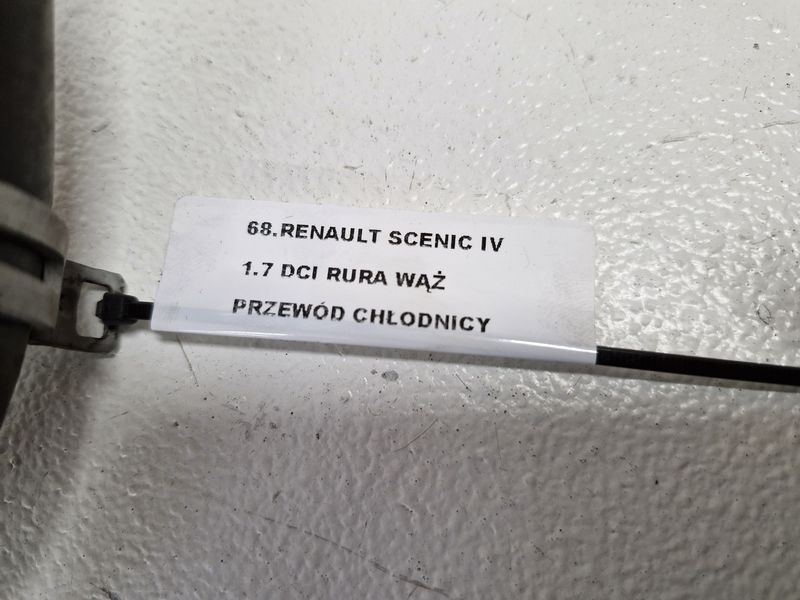 68.RENAULT SCENIC IV
1.7 DCI RURA WĄŻ
PRZEWÓD CHŁODNICY